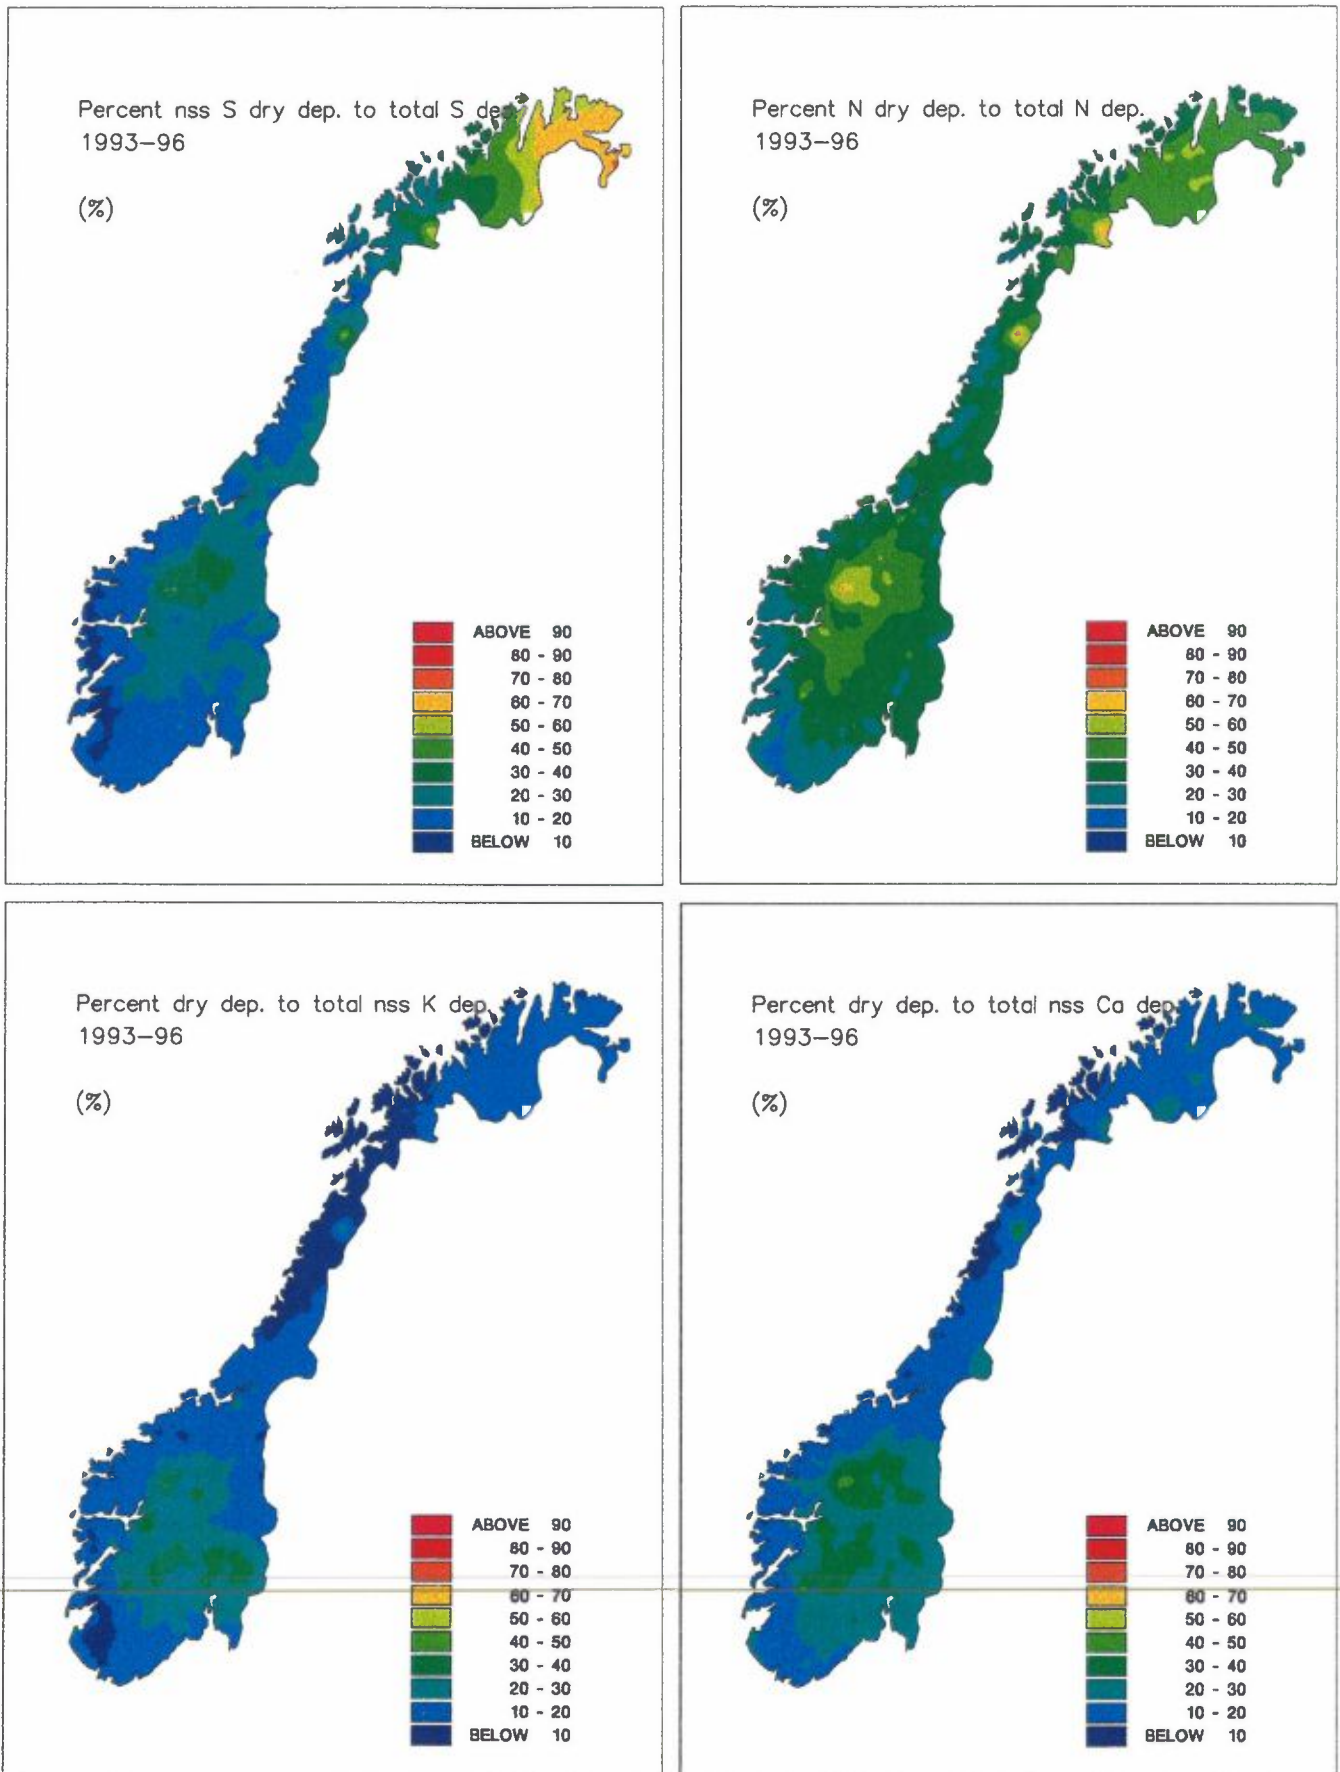 Percent nss S dry dep. to total S dep.
1993-96
(%)
ABOVE 90
80 - 90
70 - 80
60 - 70
50 - 60
40 - 50
30 - 40
20 - 30
10 - 20
BELOW 10
Percent N dry dep. to total N dep.
1993-96
(%)
ABOVE 90
80 - 90
70 - 80
60 - 70
50 - 60
40 - 50
30 - 40
20 - 30
10 - 20
BELOW 10
Percent dry dep. to total nss K dep.
1993-96
(%)
ABOVE 90
80 - 90
70 - 80
60 - 70
50 - 60
40 - 50
30 - 40
20 - 30
10 - 20
BELOW 10
Percent dry dep. to total nss Ca dep.
1993-96
(%)
ABOVE 90
80 - 90
70 - 80
60 - 70
50 - 60
40 - 50
30 - 40
20 - 30
10 - 20
BELOW 10